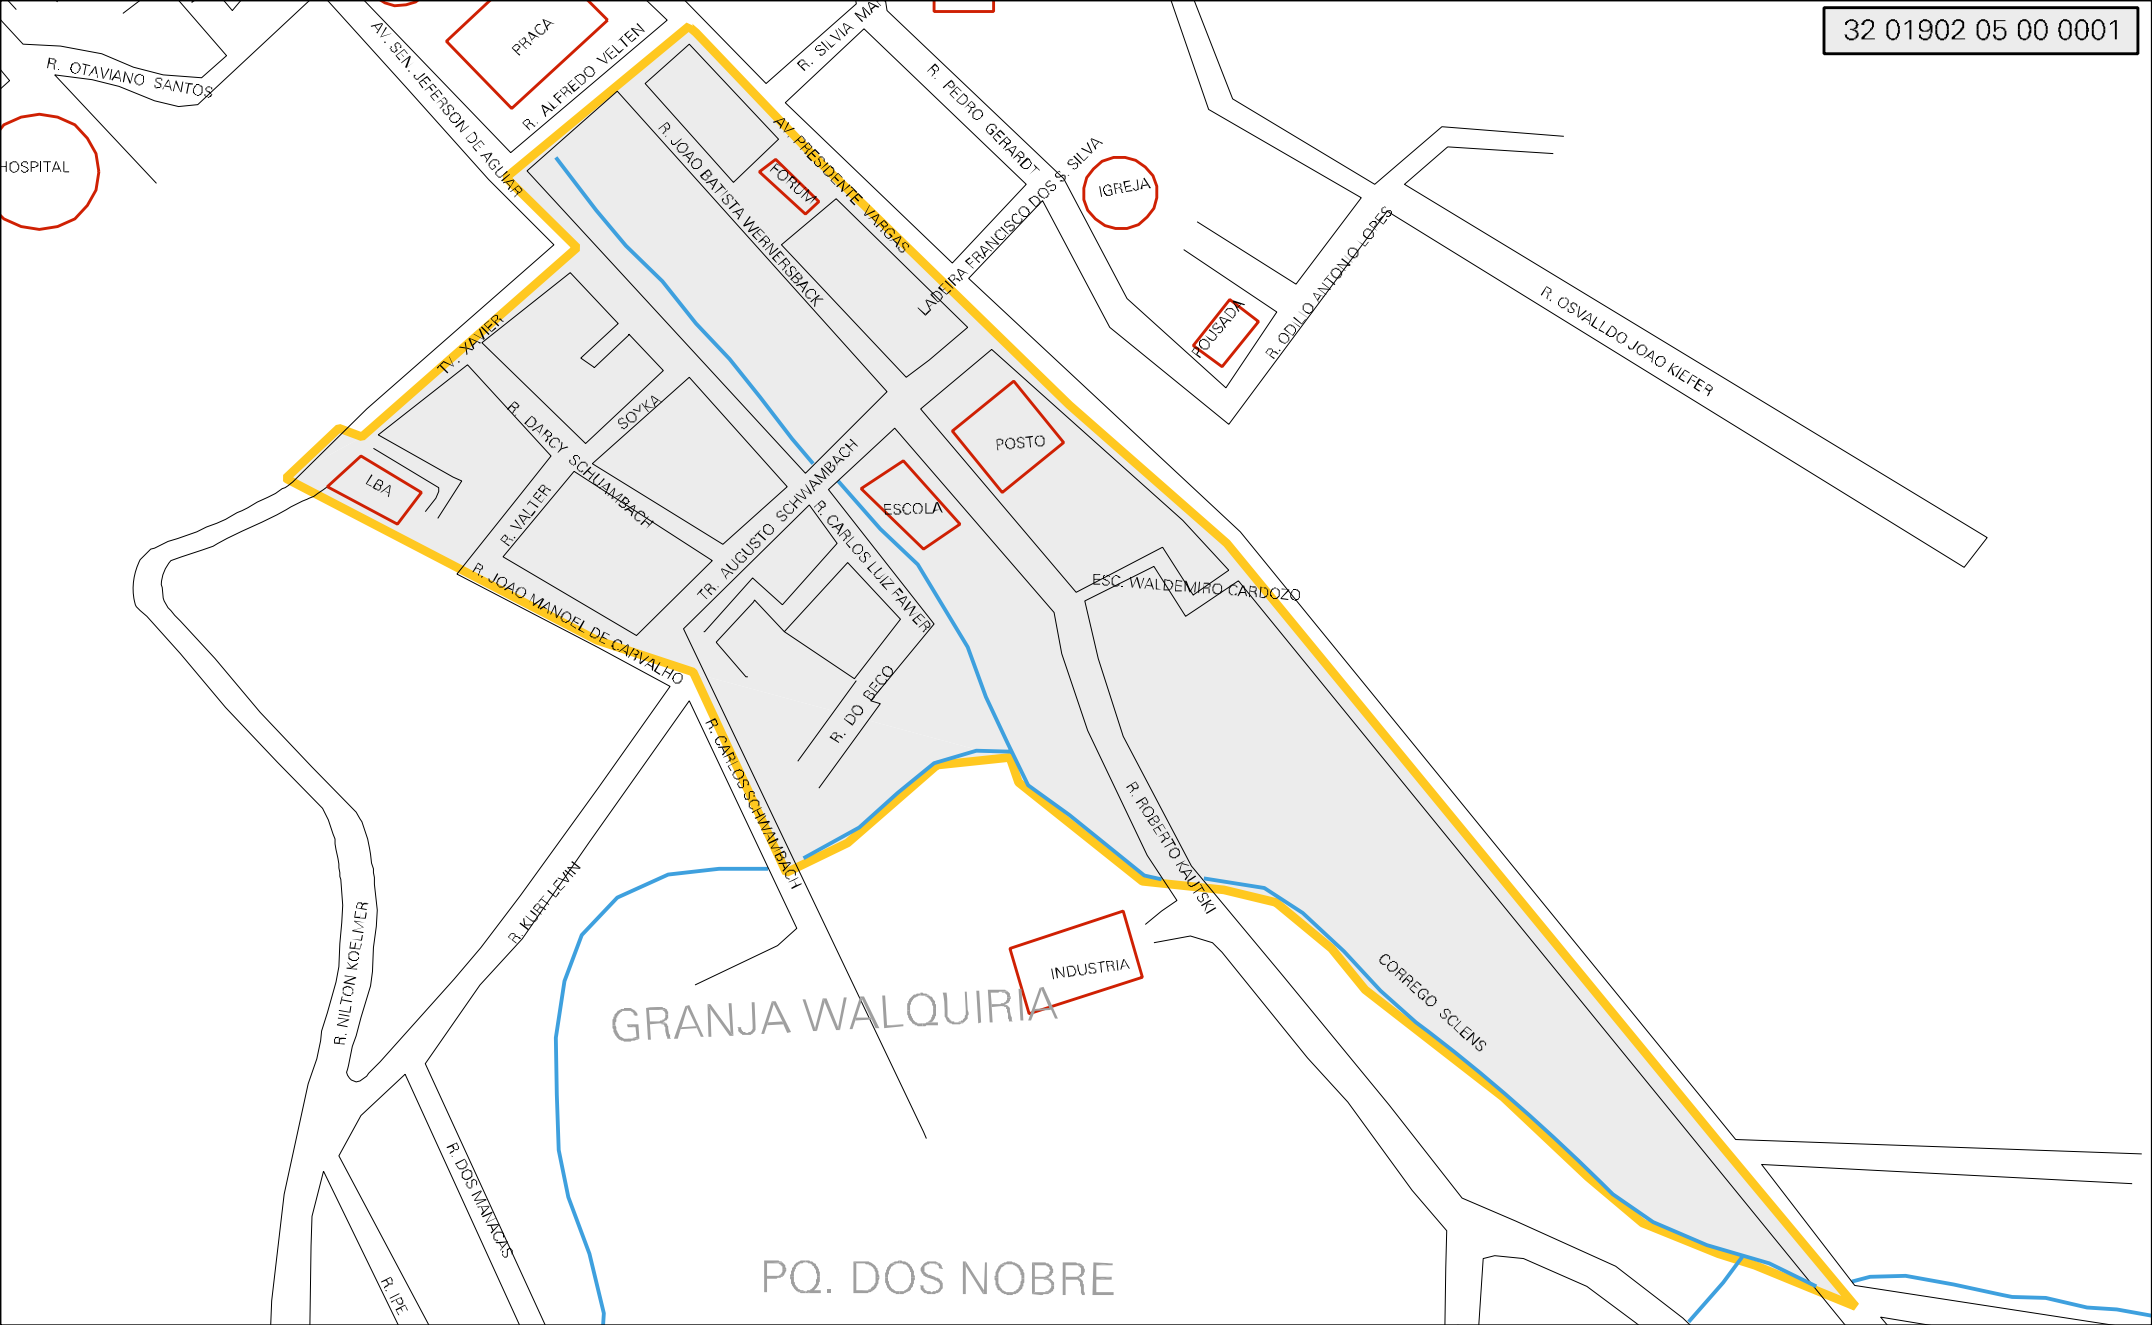 32 01902 05 00 0001
R. OTAVIANO SANTOS
HOSPITAL
AV. SEN. JEFERSON DE AGUIAR
PRACA
R. ALFREDO VELTEN
R. SILVIA
R. PEDRO GERARDT
AV. PRESIDENTE VARGAS
R. JOAO BATISTA WERNERSBACK
FORUM
LADEIRA FRANCISCO DOS S. SILVA
IGREJA
POUSADA
R. ODILIO ANTONIO LOPES
R. OSVALLDO JOAO KIEFER
TV. XAVIER
R. DARCY SCHUAMBACH
SOYKA
R. VALTER
LBA
POSTO
ESCOLA
TR. AUGUSTO SCHWAMBACH
R. CARLOS LUIZ FAWER
ESC. WALDEMIRO CARDOZO
R. JOAO MANOEL DE CARVALHO
R. DO BECO
R. CARLOS SCHWAMBACH
R. ROBERTO KAUTSKI
R. KURT LEVIN
R. NILTON KOELMER
INDUSTRIA
CORREGO SCLENS
GRANJA WALQUIRIA
R. DOS MANACAS
R. IPE
PQ. DOS NOBRE